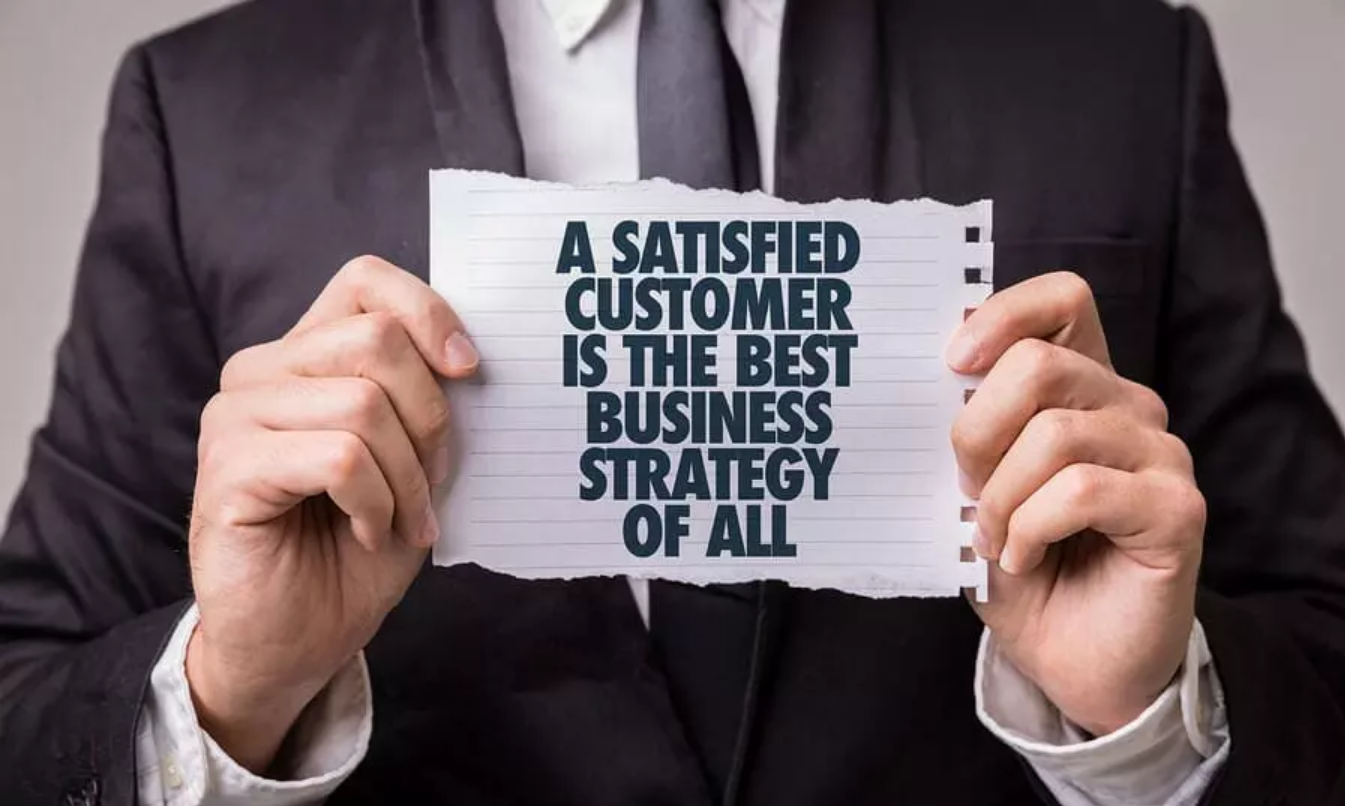 A SATISFIED
CUSTOMER
IS THE BEST
BUSINESS
STRATEGY
OF ALL